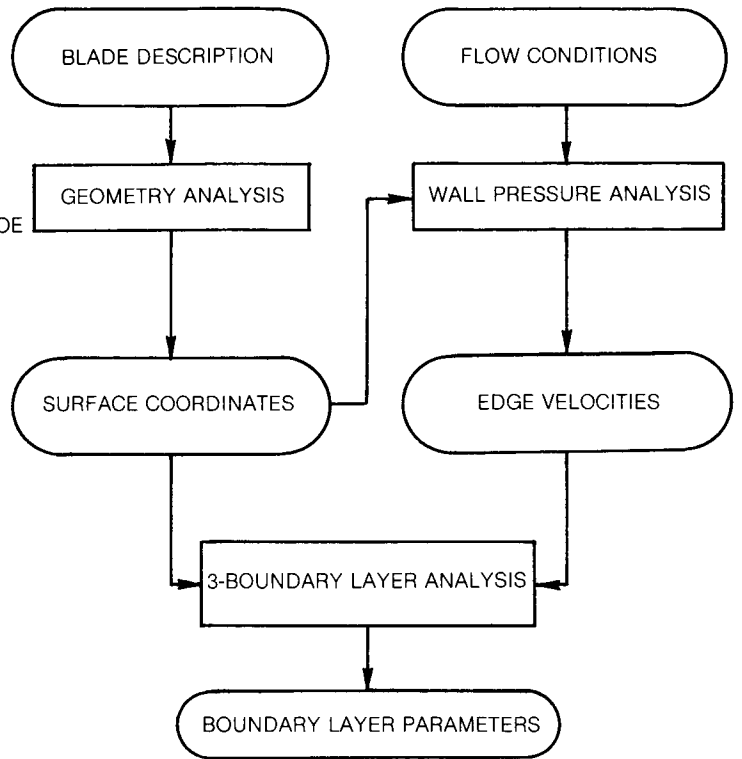 BLADE DESCRIPTION
FLOW CONDITIONS
GEOMETRY ANALYSIS
WALL PRESSURE ANALYSIS
OE
SURFACE COORDINATES
EDGE VELOCITIES
3-BOUNDARY LAYER ANALYSIS
BOUNDARY LAYER PARAMETERS